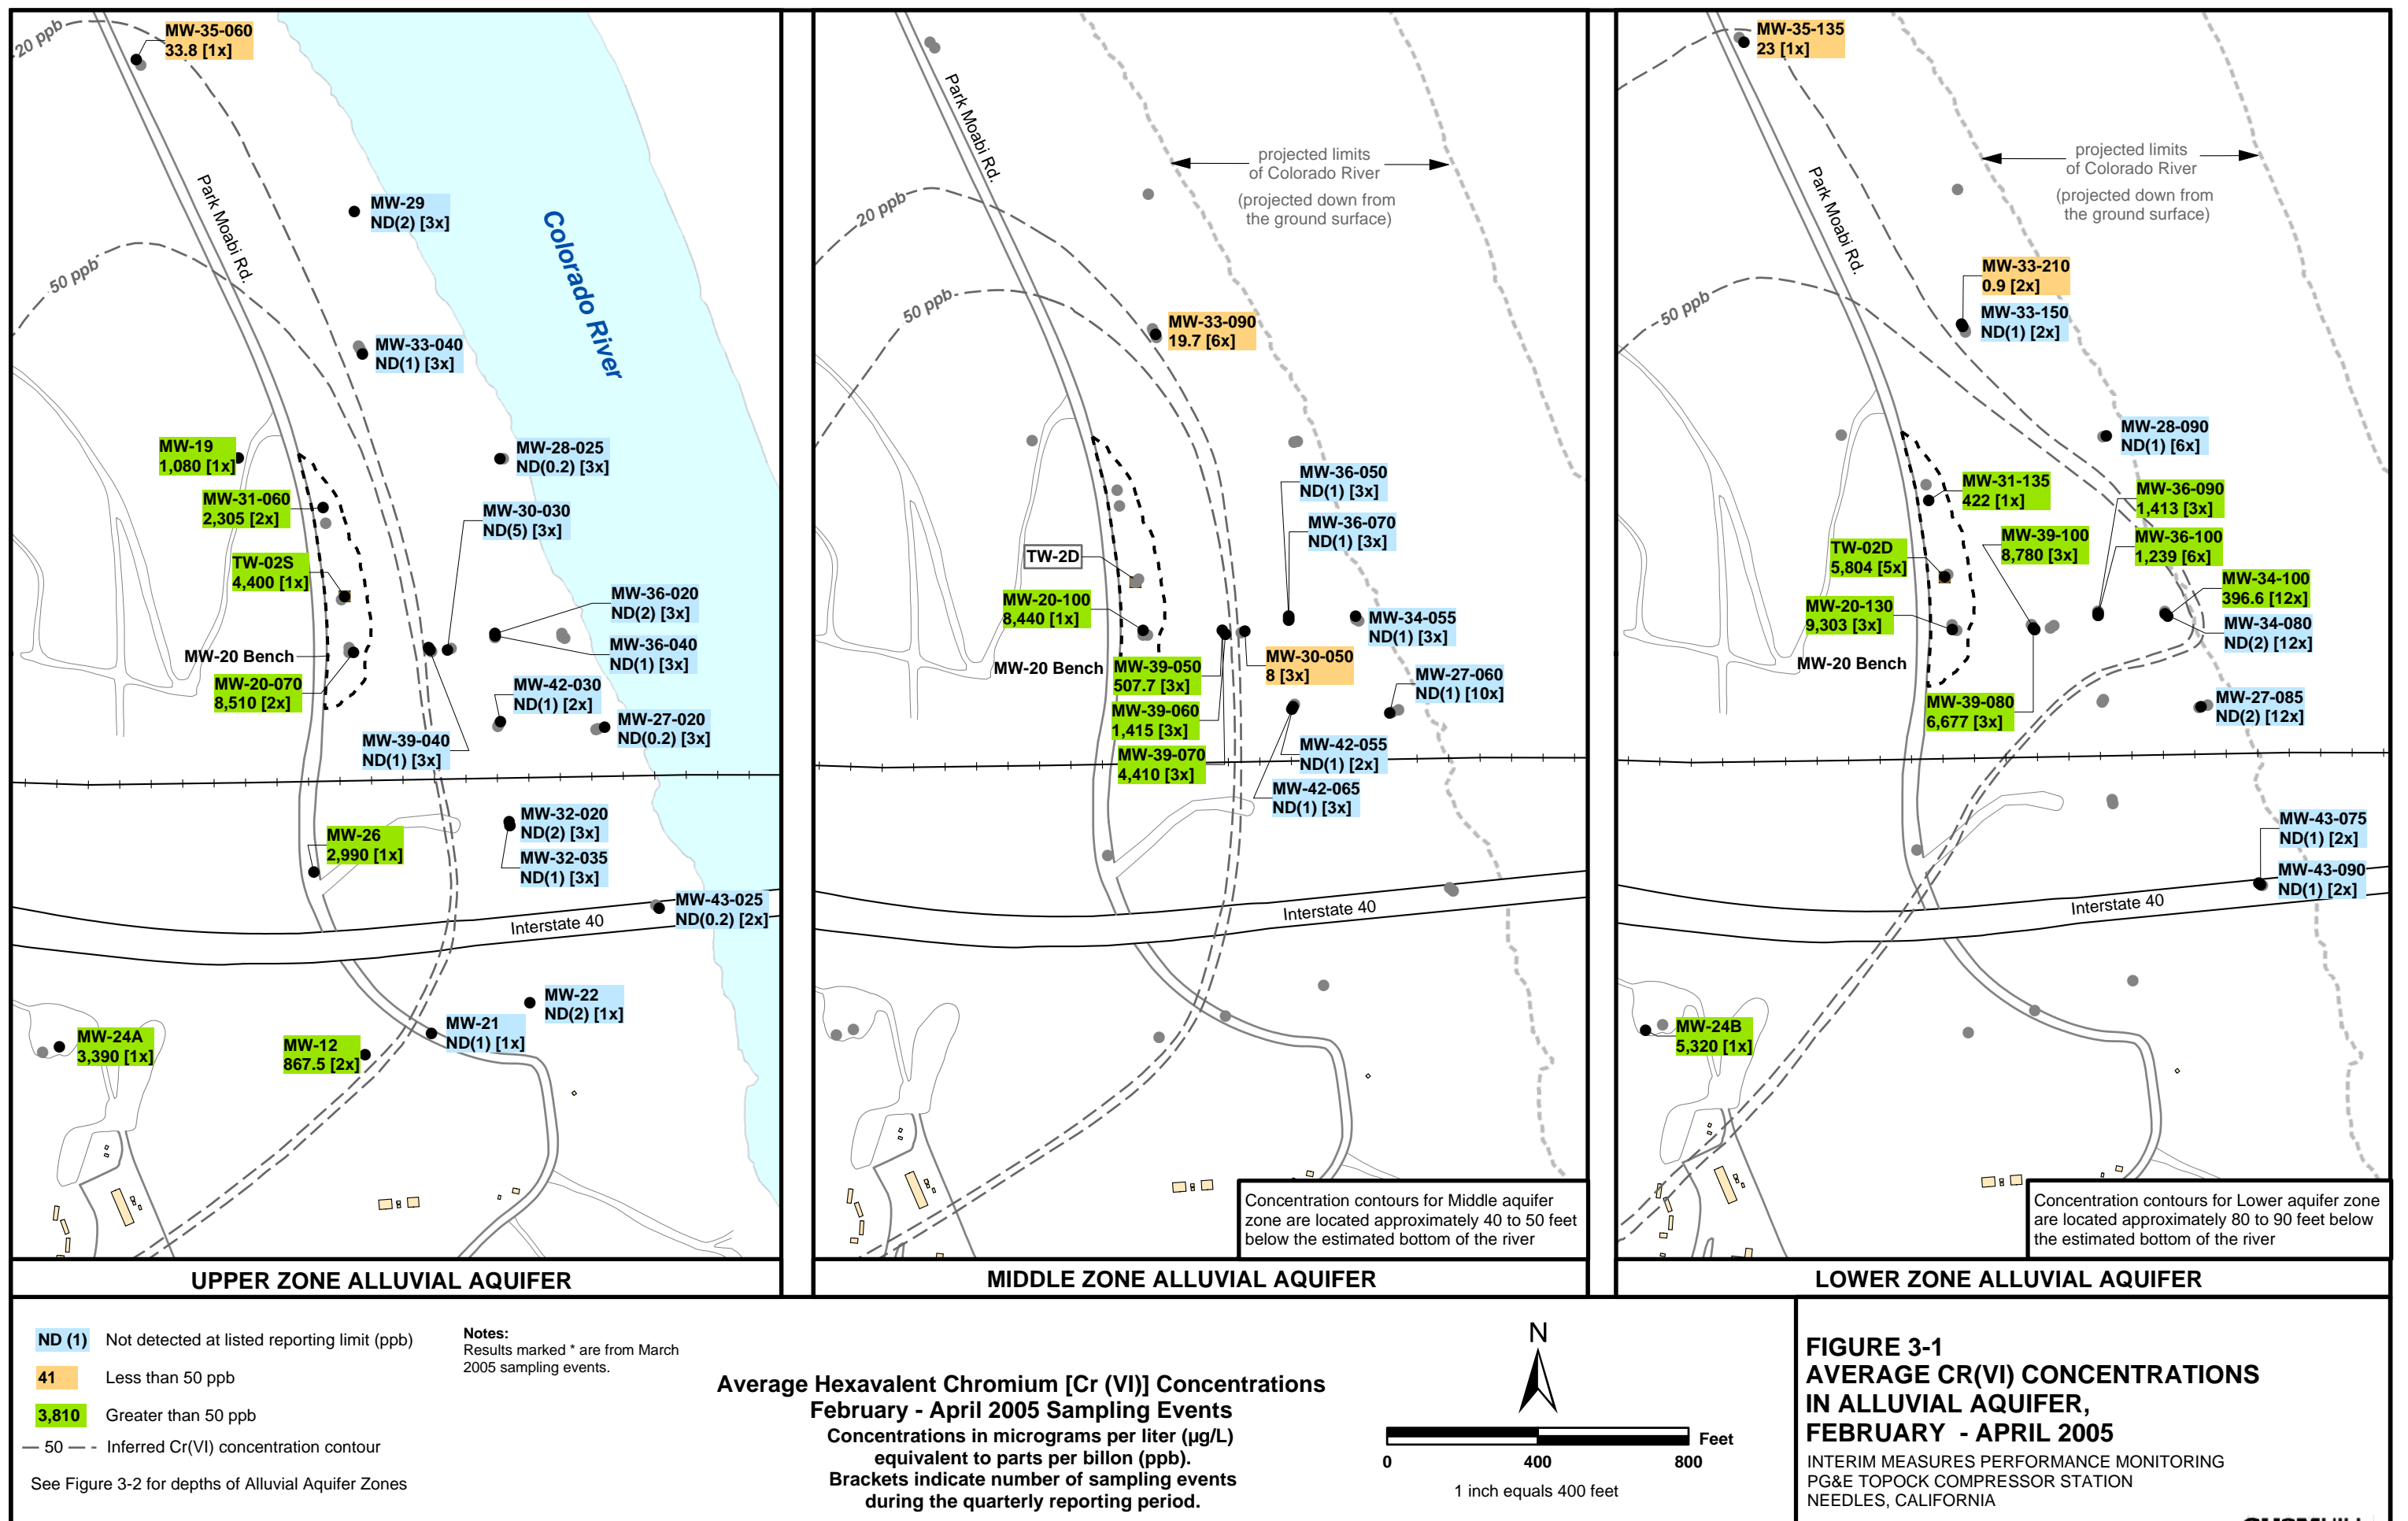 20 ppb
MW-35-060
33.8 [1x]
Park Moabi Rd.
MW-29
ND(2) [3x]
Colorado River
50 ppb
MW-33-040
ND(1) [3x]
MW-19
1,080 [1x]
MW-28-025
ND(0.2) [3x]
MW-31-060
2,305 [2x]
MW-30-030
ND(5) [3x]
TW-02S
4,400 [1x]
MW-36-020
ND(2) [3x]
MW-36-040
ND(1) [3x]
MW-20 Bench
MW-20-070
8,510 [2x]
MW-42-030
ND(1) [2x]
MW-27-020
ND(0.2) [3x]
MW-39-040
ND(1) [3x]
MW-32-020
ND(2) [3x]
MW-26
2,990 [1x]
MW-32-035
ND(1) [3x]
MW-43-025
ND(0.2) [2x]
Interstate 40
MW-22
ND(2) [1x]
MW-21
ND(1) [1x]
MW-24A
3,390 [1x]
MW-12
867.5 [2x]
UPPER ZONE ALLUVIAL AQUIFER
Park Moabi Rd.
projected limits
of Colorado River
(projected down from
the ground surface)
20 ppb
50 ppb
MW-33-090
19.7 [6x]
MW-36-050
ND(1) [3x]
MW-36-070
ND(1) [3x]
TW-2D
MW-20-100
8,440 [1x]
MW-34-055
ND(1) [3x]
MW-20 Bench
MW-39-050
507.7 [3x]
MW-30-050
8 [3x]
MW-27-060
ND(1) [10x]
MW-39-060
1,415 [3x]
MW-39-070
4,410 [3x]
MW-42-055
ND(1) [2x]
MW-42-065
ND(1) [3x]
Interstate 40
Concentration contours for Middle aquifer
zone are located approximately 40 to 50 feet
below the estimated bottom of the river
MIDDLE ZONE ALLUVIAL AQUIFER
MW-35-135
23 [1x]
Park Moabi Rd.
projected limits
of Colorado River
(projected down from
the ground surface)
MW-33-210
0.9 [2x]
MW-33-150
ND(1) [2x]
50 ppb
MW-28-090
ND(1) [6x]
MW-31-135
422 [1x]
MW-36-090
1,413 [3x]
MW-39-100
8,780 [3x]
MW-36-100
1,239 [6x]
TW-02D
5,804 [5x]
MW-34-100
396.6 [12x]
MW-20-130
9,303 [3x]
MW-34-080
ND(2) [12x]
MW-20 Bench
MW-39-080
6,677 [3x]
MW-27-085
ND(2) [12x]
MW-43-075
ND(1) [2x]
MW-43-090
ND(1) [2x]
Interstate 40
MW-24B
5,320 [1x]
Concentration contours for Lower aquifer zone
are located approximately 80 to 90 feet below
the estimated bottom of the river
LOWER ZONE ALLUVIAL AQUIFER
ND (1) Not detected at listed reporting limit (ppb)
41 Less than 50 ppb
3,810 Greater than 50 ppb
50 Inferred Cr(VI) concentration contour
See Figure 3-2 for depths of Alluvial Aquifer Zones
Notes:
Results marked * are from March
2005 sampling events.
Average Hexavalent Chromium [Cr (VI)] Concentrations
February - April 2005 Sampling Events
Concentrations in micrograms per liter (µg/L)
equivalent to parts per billon (ppb).
Brackets indicate number of sampling events
during the quarterly reporting period.
N
Feet
0 400 800
1 inch equals 400 feet
FIGURE 3-1
AVERAGE CR(VI) CONCENTRATIONS
IN ALLUVIAL AQUIFER,
FEBRUARY - APRIL 2005
INTERIM MEASURES PERFORMANCE MONITORING
PG&E TOPOCK COMPRESSOR STATION
NEEDLES, CALIFORNIA